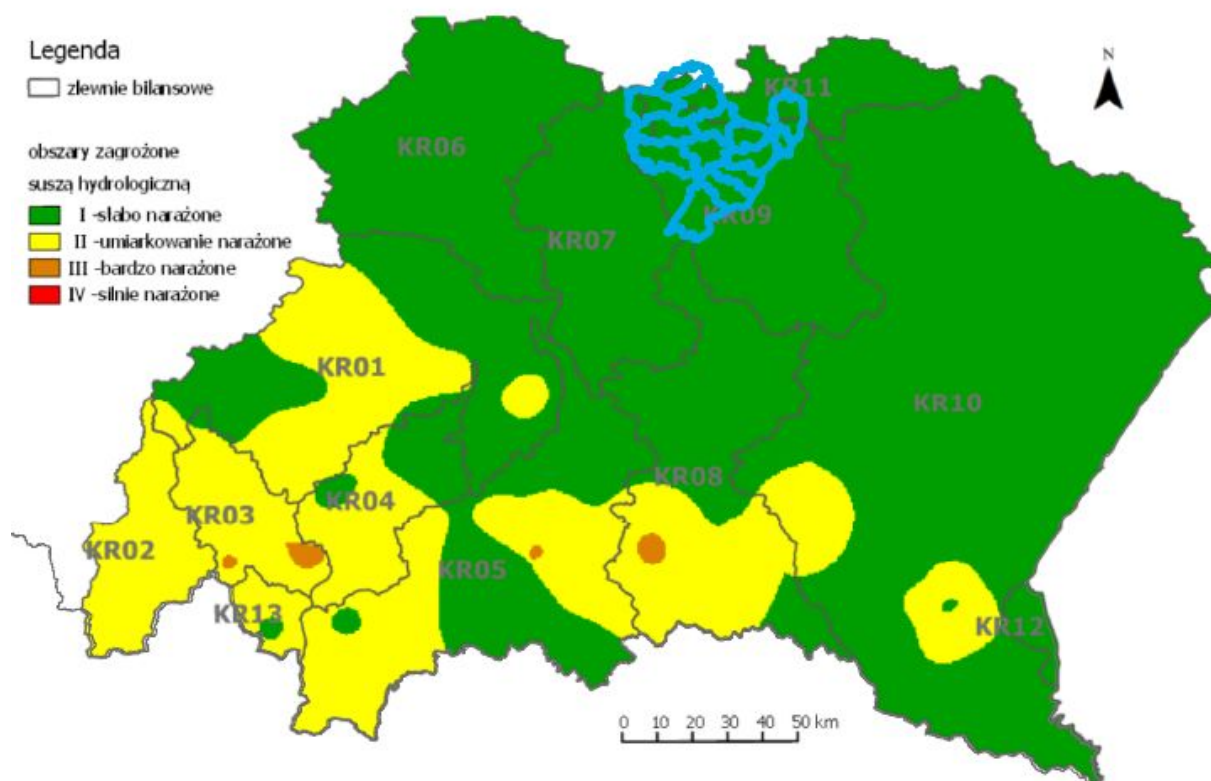 Legenda
zlewnie bilansowe
obszary zagrożone
suszą hydrologiczną
I -słabo narażone
II -umiarkowanie narażone
III -bardzo narażone
IV -silnie narażone
N
KR11
KR06
KR09
KR07
KR01
KR10
KR08
KR04
KR03
KR02
KR05
KR13
KR12
0 10 20 30 40 50 km